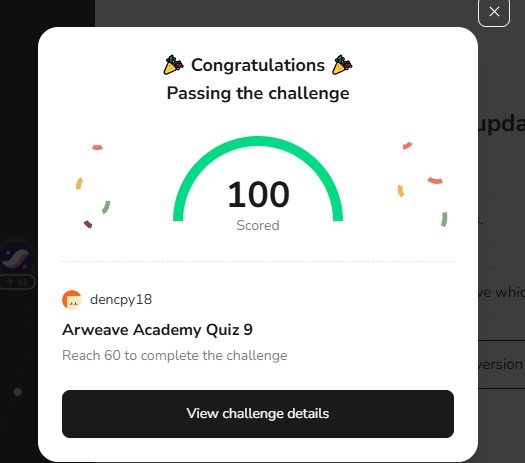 Congratulations
Passing the challenge
100
Scored
dencpy18
Arweave Academy Quiz 9
Reach 60 to complete the challenge
View challenge details
upda
32
ve whic
version